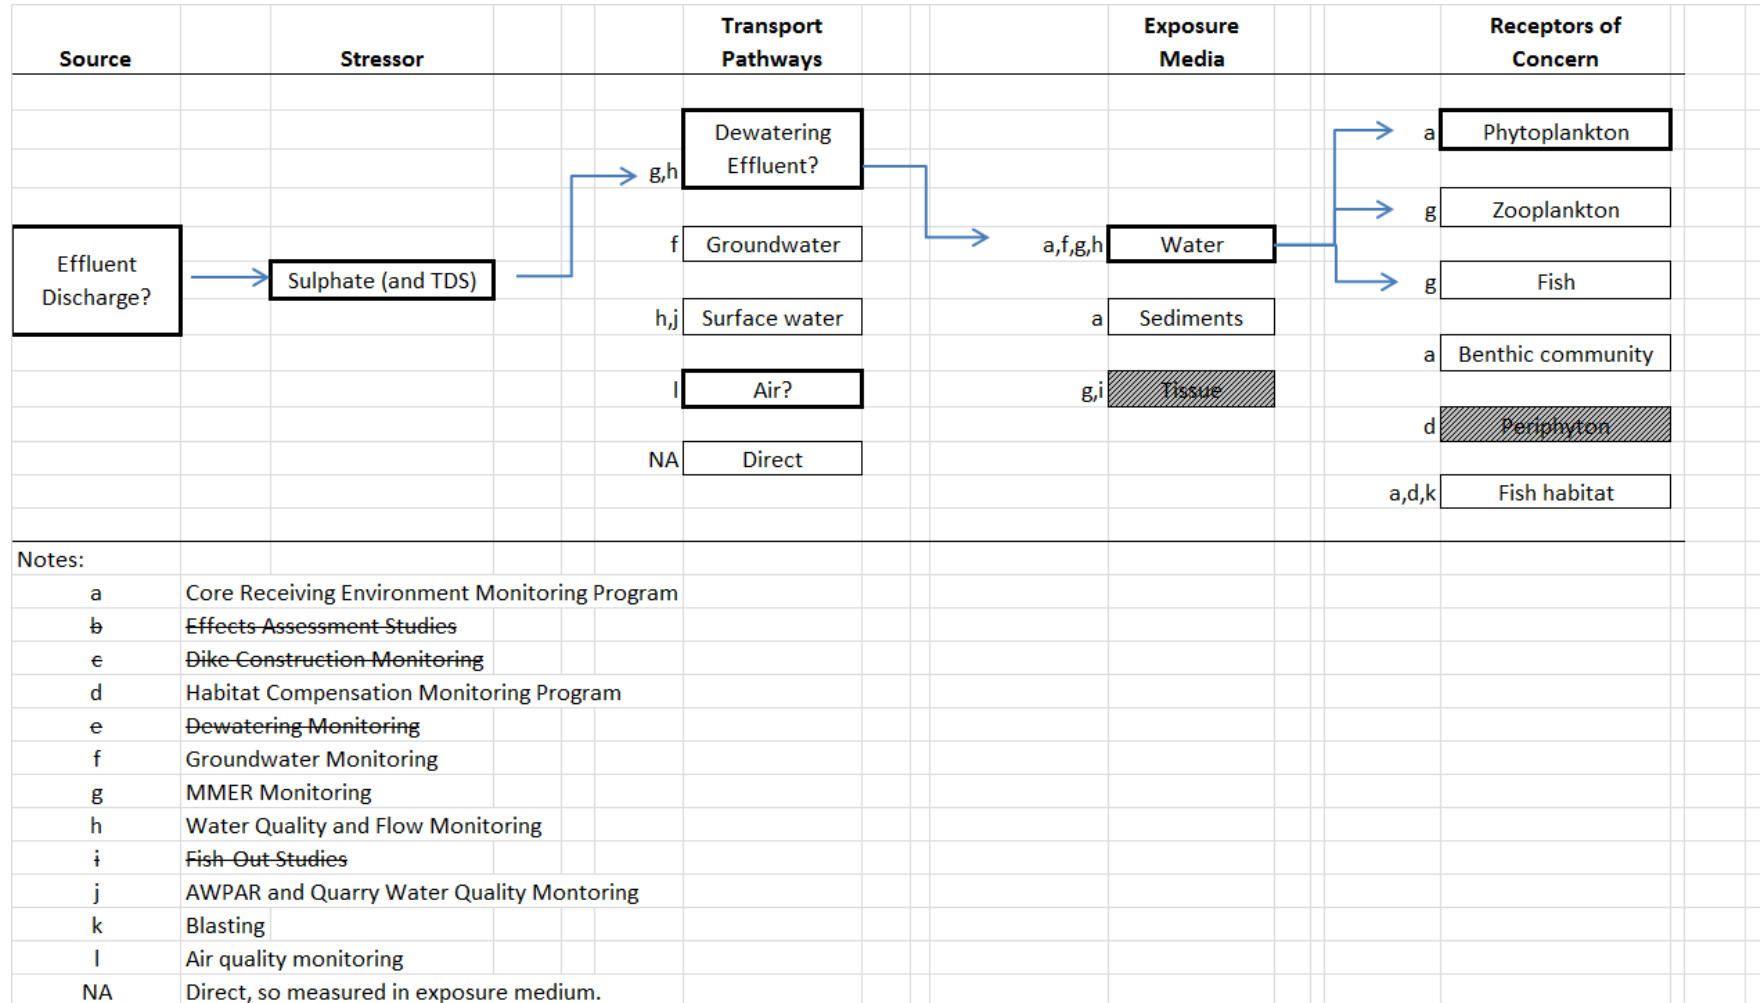 Source Stressor Transport Pathways Exposure Media Receptors of Concern
Dewatering
Effluent?
g,h
a Phytoplankton
g Zooplankton
Effluent
Discharge?
Sulphate (and TDS)
f Groundwater
a,f,g,h Water
g Fish
h,j Surface water
a Sediments
a Benthic community
l Air?
g,i Tissue
d Periphyton
NA Direct
a,d,k Fish habitat
Notes:
a Core Receiving Environment Monitoring Program
b Effects Assessment Studies
c Dike Construction Monitoring
d Habitat Compensation Monitoring Program
e Dewatering Monitoring
f Groundwater Monitoring
g MMER Monitoring
h Water Quality and Flow Monitoring
i Fish-Out Studies
j AWPAR and Quarry Water Quality Montoring
k Blasting
l Air quality monitoring
NA Direct, so measured in exposure medium.